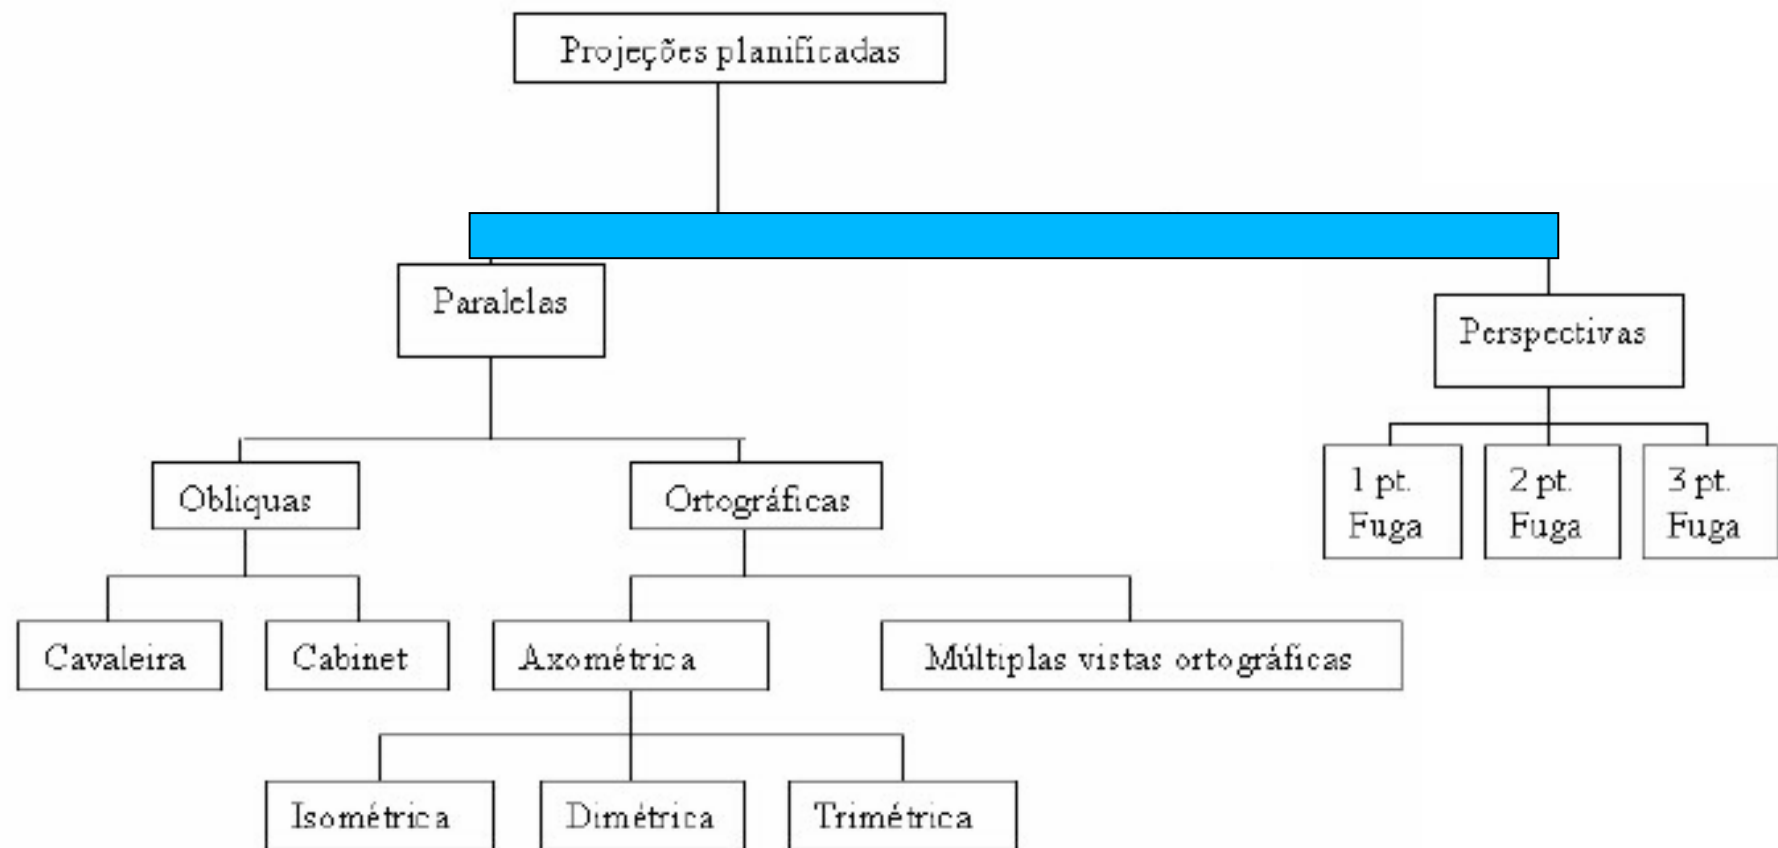 Projeções planificadas
Paralelas
Perspectivas
Obliquas
Ortográficas
1 pt.
Fuga
2 pt.
Fuga
3 pt.
Fuga
Cavaleira
Cabinet
Axométrica
Múltiplas vistas ortográficas
Isométrica
Dimétrica
Trimétrica